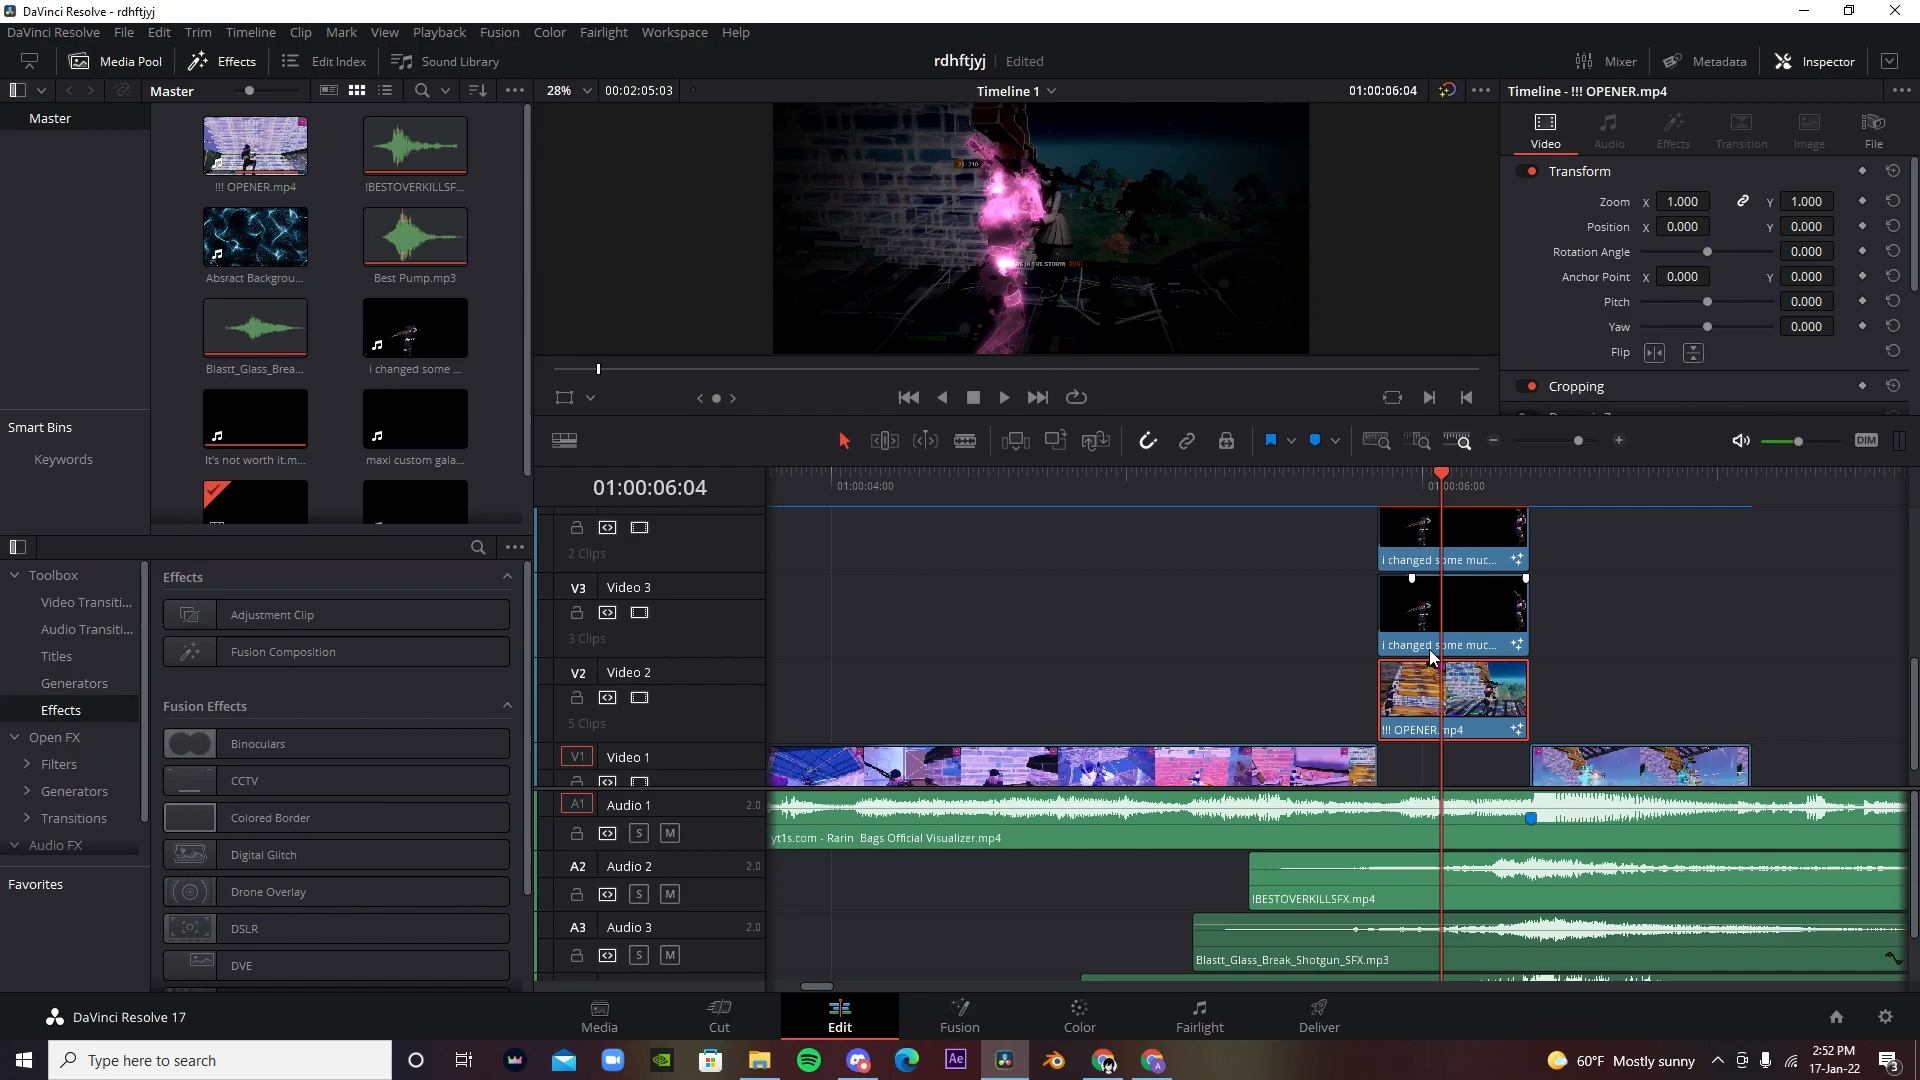 DaVinci Resolve - rdhftjyj
DaVinci Resolve File Edit Trim Timeline Clip Mark View Playback Fusion Color Fairlight Workspace Help
Media Pool Effects Edit Index Sound Library rdhftjyj Edited Mixer Metadata Inspector
Master 28% 00:02:05:03 Timeline 1 01:00:06:04 Timeline - !!! OPENER.mp4
Master
Video Audio Effects Transition Image File
!!! OPENER.mp4 !BESTOVERKILLSF...
Transform
Zoom X 1.000 Y 1.000
Position X 0.000 Y 0.000
Rotation Angle 0.000
Absract Backgrou... Best Pump.mp3
Anchor Point X 0.000 Y 0.000
Pitch 0.000
Yaw 0.000
Flip
Blastt_Glass_Brea... i changed some ...
Cropping
Smart Bins
Keywords
It's not worth it.m... maxi custom gala...
DIM
01:00:06:04 01:00:04:00 01:00:06:00
2 Clips
i changed some muc...
Toolbox
Video Transiti...
Audio Transiti...
Titles
Generators
Effects
Open FX
Filters
Generators
Transitions
Audio FX
Favorites
Effects
Adjustment Clip
Fusion Composition
Fusion Effects
Binoculars
CCTV
Colored Border
Digital Glitch
Drone Overlay
DSLR
DVE
V3 Video 3
3 Clips
i changed some muc...
V2 Video 2
5 Clips
!!! OPENER.mp4
V1 Video 1
A1 Audio 1 2.0
S M
yt1s.com - Rarin Bags Official Visualizer.mp4
A2 Audio 2 2.0
S M
!BESTOVERKILLSFX.mp4
A3 Audio 3 2.0
S M
Blastt_Glass_Break_Shotgun_SFX.mp3
DaVinci Resolve 17
Media Cut Edit Fusion Color Fairlight Deliver
Type here to search
Ae
60°F Mostly sunny
2:52 PM
17-Jan-22
3